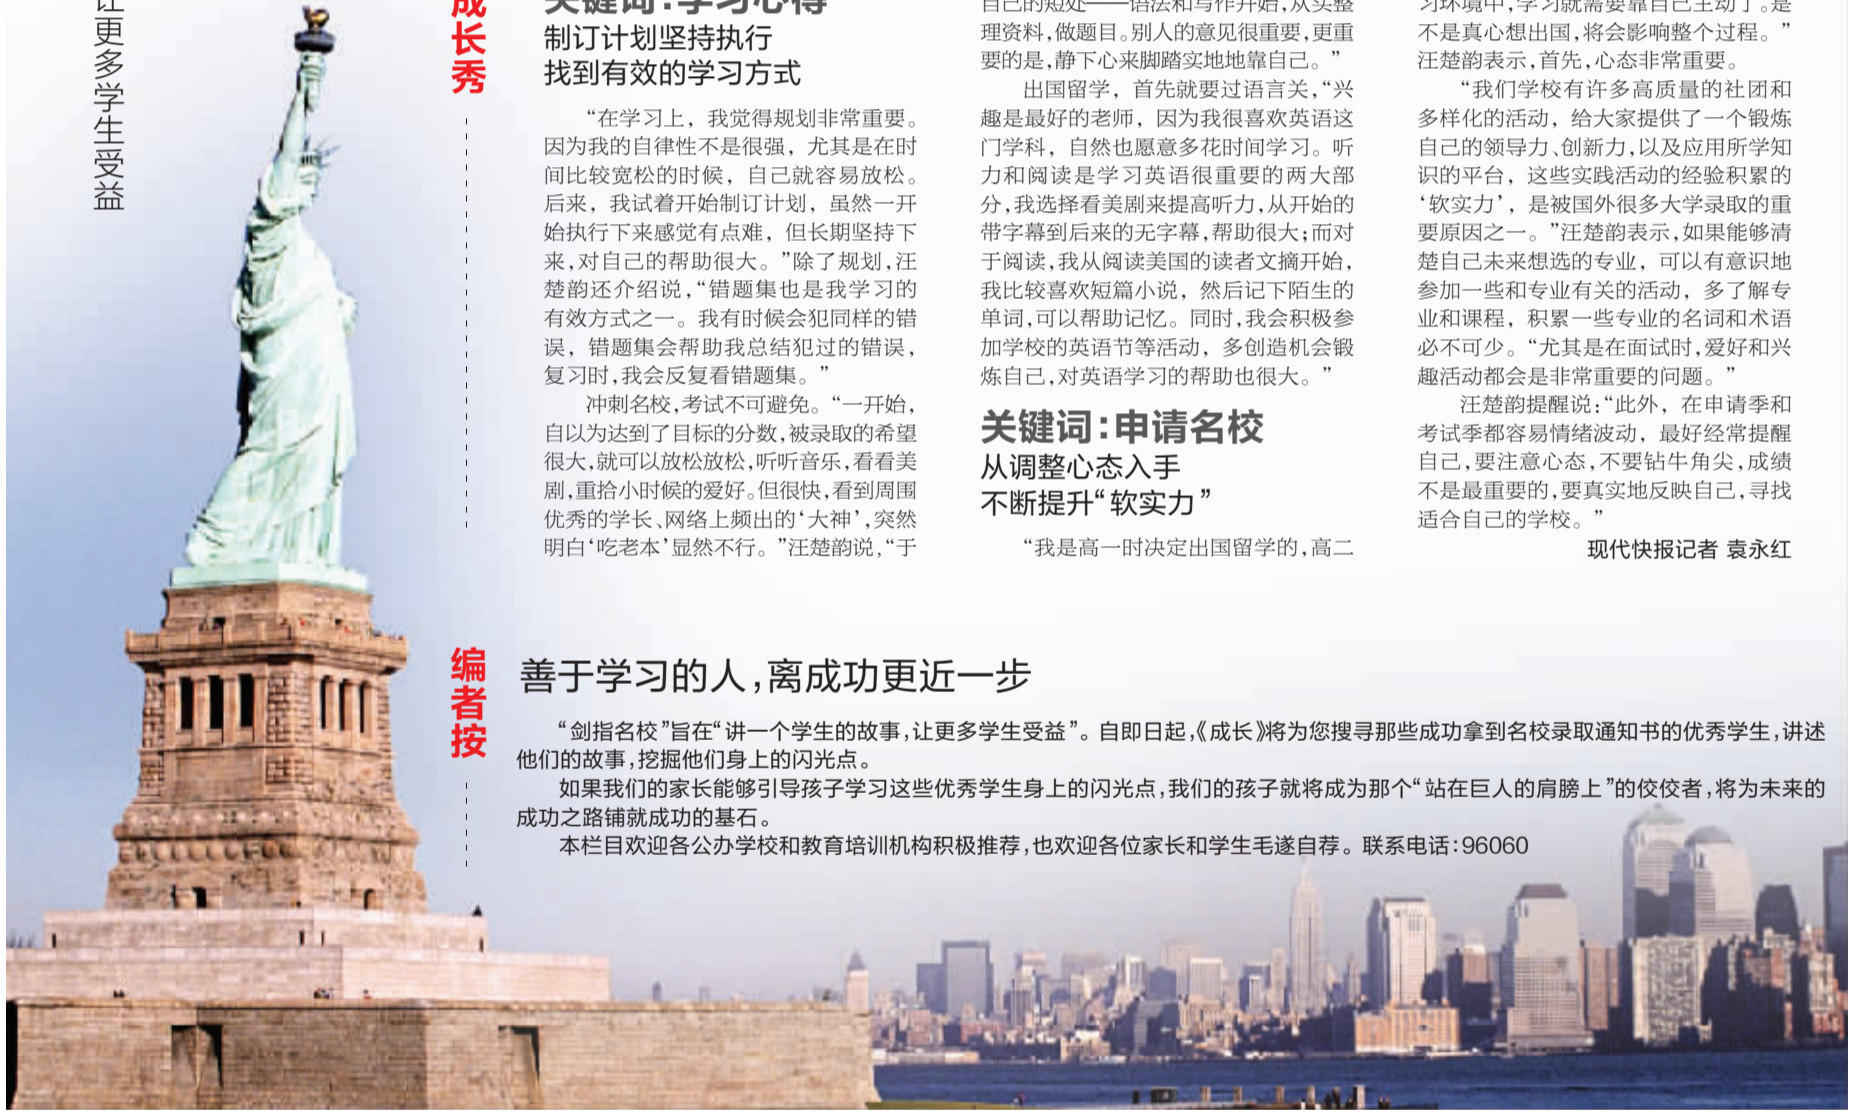 让更多学生受益
成长秀
关键词:学习心得
制订计划坚持执行
找到有效的学习方式
“在学习上，我觉得规划非常重要。
因为我的自律性不是很强，尤其是在时
间比较宽松的时候，自己就容易放松。
后来，我试着开始制订计划，虽然一开
始执行下来感觉有点难，但长期坚持下
来,对自己的帮助很大。”除了规划,汪
楚韵还介绍说,“错题集也是我学习的
有效方式之一。我有时候会犯同样的错
误，错题集会帮助我总结犯过的错误，
复习时,我会反复看错题集。”
冲刺名校,考试不可避免。“一开始，
自以为达到了目标的分数,被录取的希望
很大,就可以放松放松,听听音乐,看看美
剧,重拾小时候的爱好。但很快,看到周围
优秀的学长、网络上频出的‘大神’,突然
明白‘吃老本’显然不行。”汪楚韵说,“于
自己的短处——语法和写作开始,从头整
理资料,做题目。别人的意见很重要,更重
要的是,静下心来脚踏实地地靠自己。”
出国留学，首先就要过语言关,“兴
趣是最好的老师，因为我很喜欢英语这
门学科，自然也愿意多花时间学习。听
力和阅读是学习英语很重要的两大部
分,我选择看美剧来提高听力,从开始的
带字幕到后来的无字幕,帮助很大;而对
于阅读,我从阅读美国的读者文摘开始，
我比较喜欢短篇小说，然后记下陌生的
单词,可以帮助记忆。同时,我会积极参
加学校的英语节等活动，多创造机会锻
炼自己,对英语学习的帮助也很大。”
关键词:申请名校
从调整心态入手
不断提升“软实力”
“我是高一时决定出国留学的,高二
习环境中,学习就需要靠自己主动了。是
不是真心想出国,将会影响整个过程。”
汪楚韵表示,首先,心态非常重要。
“我们学校有许多高质量的社团和
多样化的活动，给大家提供了一个锻炼
自己的领导力、创新力,以及应用所学知
识的平台，这些实践活动的经验积累的
‘软实力’，是被国外很多大学录取的重
要原因之一。”汪楚韵表示,如果能够清
楚自己未来想选的专业，可以有意识地
参加一些和专业有关的活动，多了解专
业和课程，积累一些专业的名词和术语
必不可少。“尤其是在面试时,爱好和兴
趣活动都会是非常重要的问题。”
汪楚韵提醒说:“此外，在申请季和
考试季都容易情绪波动，最好经常提醒
自己,要注意心态,不要钻牛角尖,成绩
不是最重要的,要真实地反映自己,寻找
适合自己的学校。”
现代快报记者 袁永红
编者按
善于学习的人,离成功更近一步
“剑指名校”旨在“讲一个学生的故事,让更多学生受益”。自即日起,《成长》将为您搜寻那些成功拿到名校录取通知书的优秀学生,讲述
他们的故事,挖掘他们身上的闪光点。
如果我们的家长能够引导孩子学习这些优秀学生身上的闪光点,我们的孩子就将成为那个“站在巨人的肩膀上”的佼佼者,将为未来的
成功之路铺就成功的基石。
本栏目欢迎各公办学校和教育培训机构积极推荐,也欢迎各位家长和学生毛遂自荐。联系电话:96060